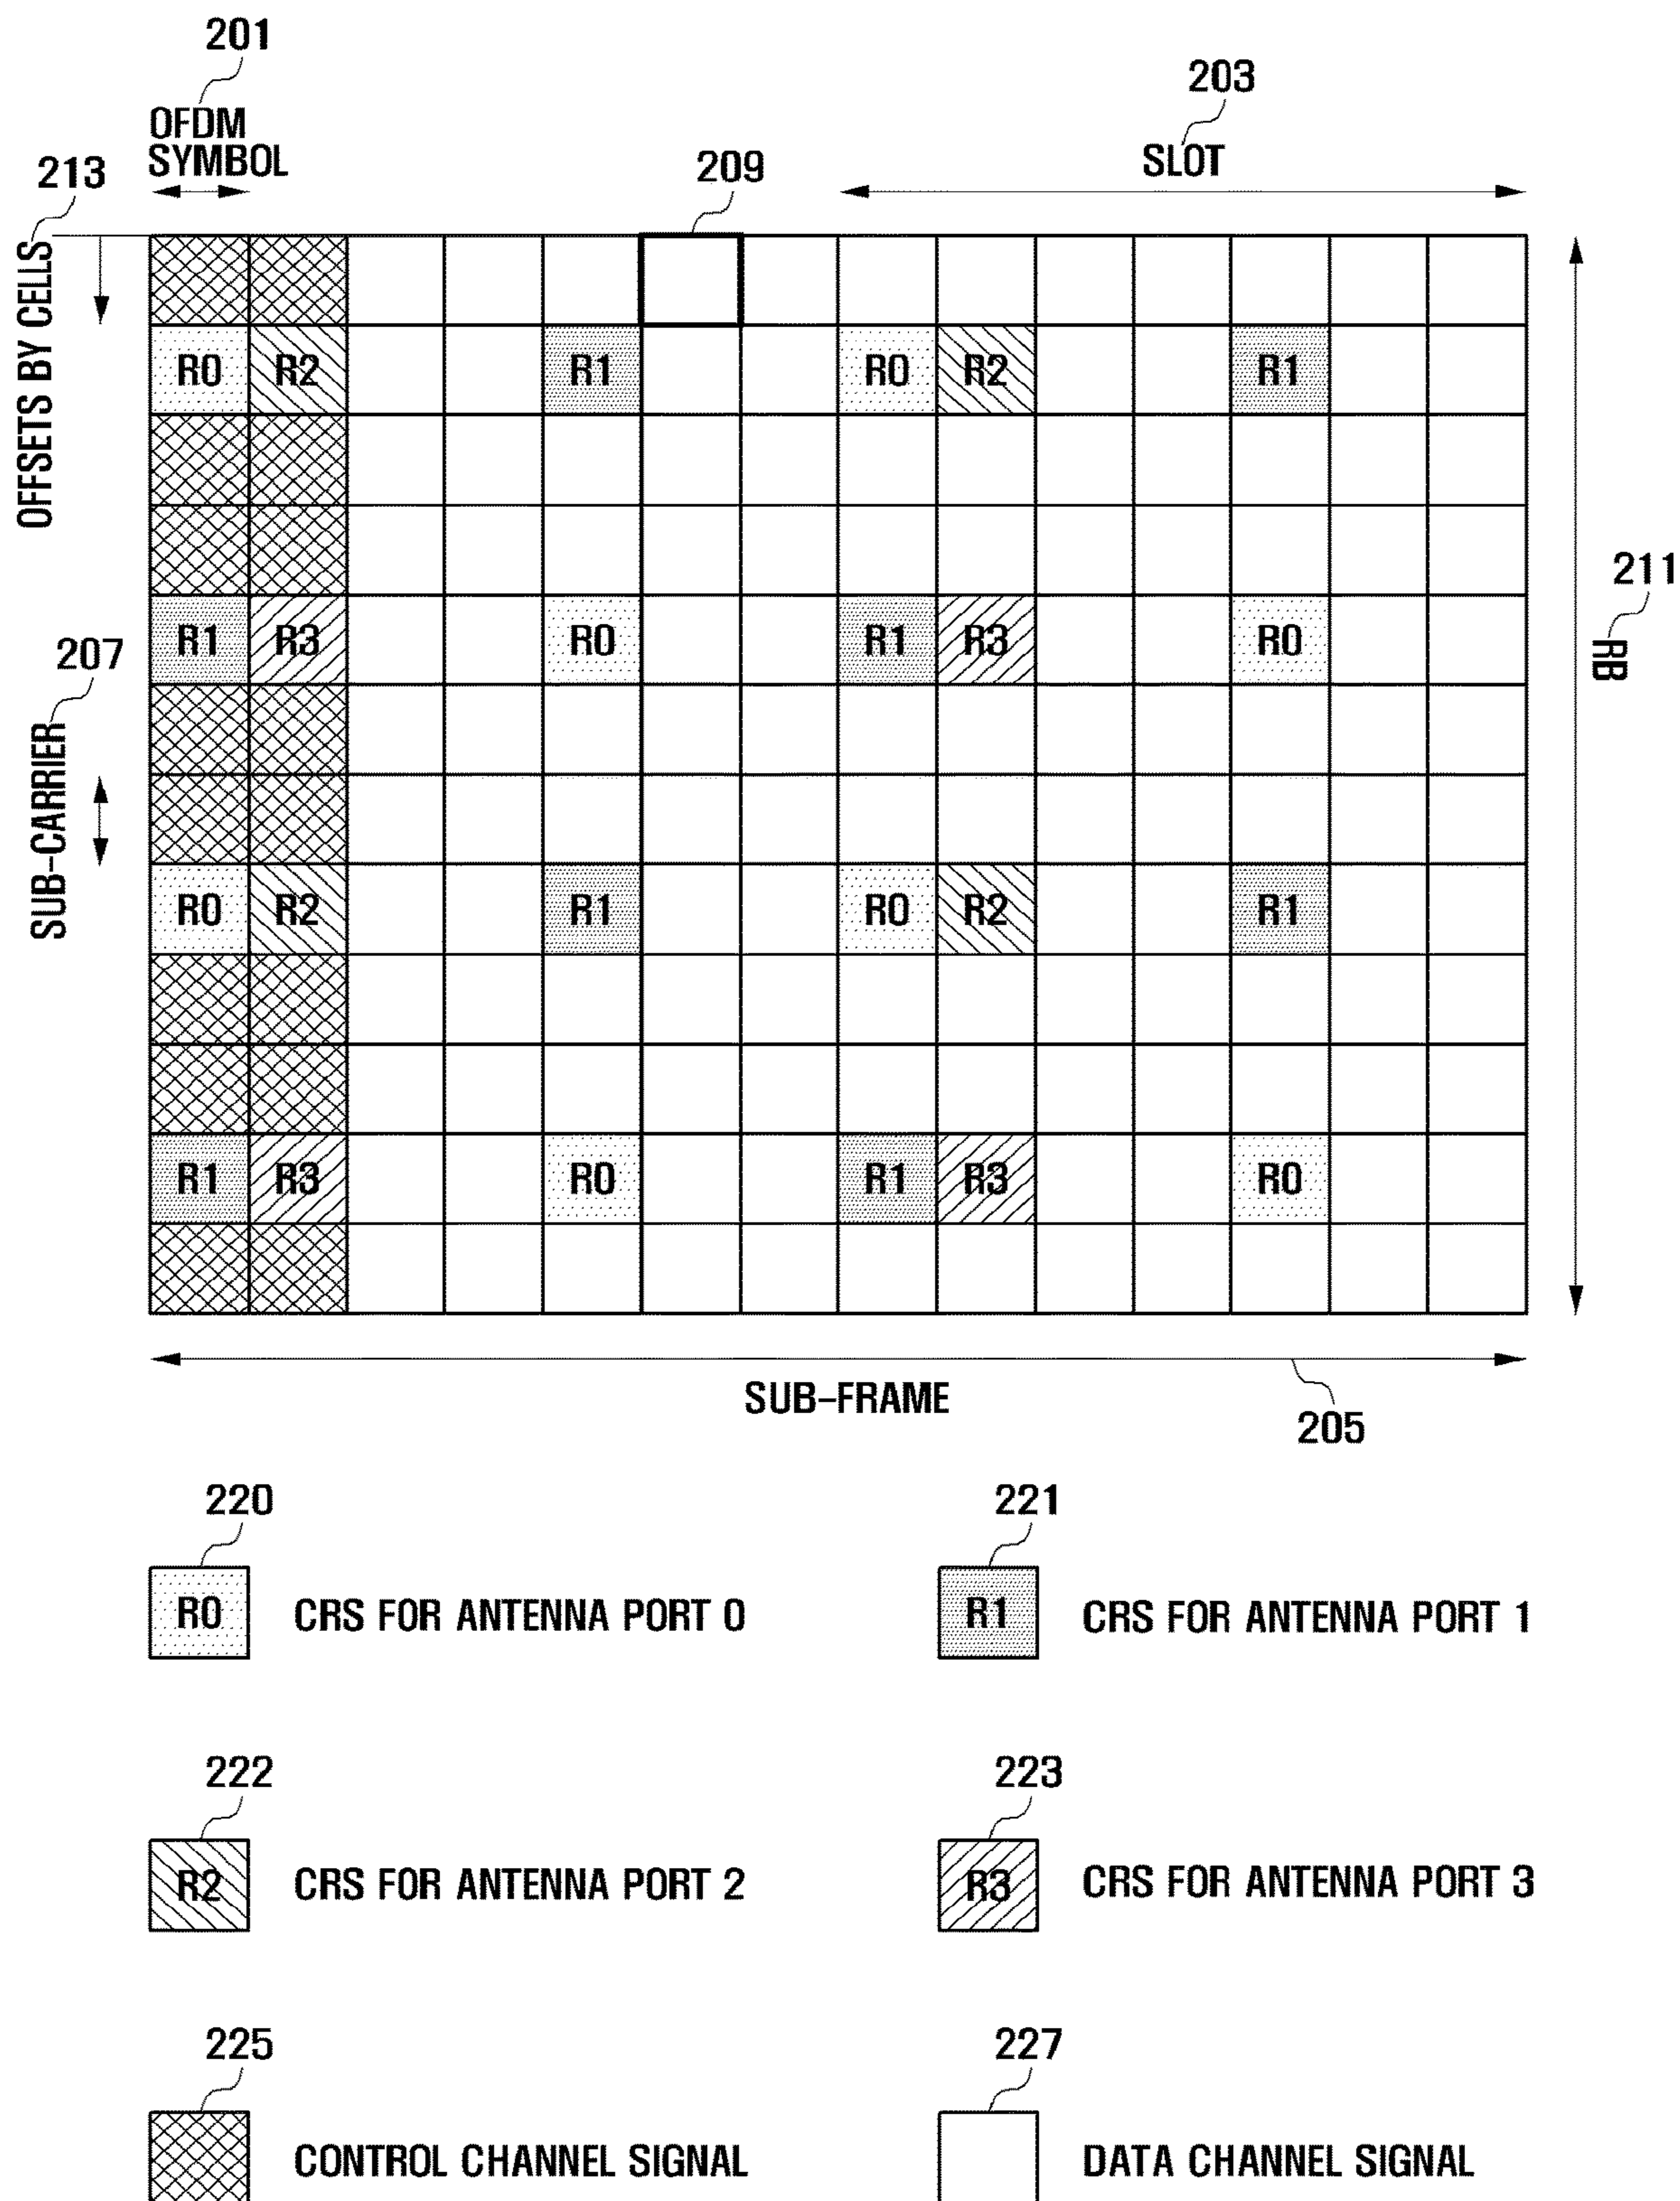 201
OFDM
SYMBOL
203
SLOT
213
OFFSETS BY CELLS
209
R0 R2 R1 R0 R2 R1
R1 R3 R0 R1 R3 R0
211
RB
207
SUB-CARRIER
R0 R2 R1 R0 R2 R1
R1 R3 R0 R1 R3 R0
SUB-FRAME
205
220
R0 CRS FOR ANTENNA PORT 0
221
R1 CRS FOR ANTENNA PORT 1
222
R2 CRS FOR ANTENNA PORT 2
223
R3 CRS FOR ANTENNA PORT 3
225
CONTROL CHANNEL SIGNAL
227
DATA CHANNEL SIGNAL